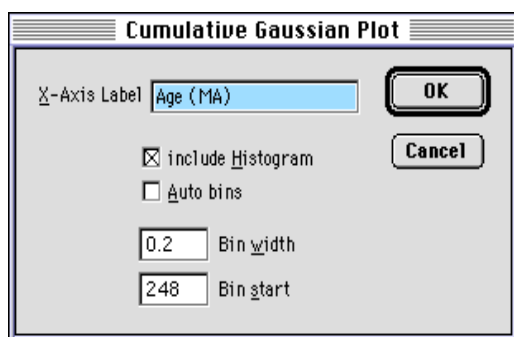 Cumulative Gaussian Plot
X-Axis Label Age (MA) OK
include Histogram Cancel
Auto bins
0.2 Bin width
248 Bin start